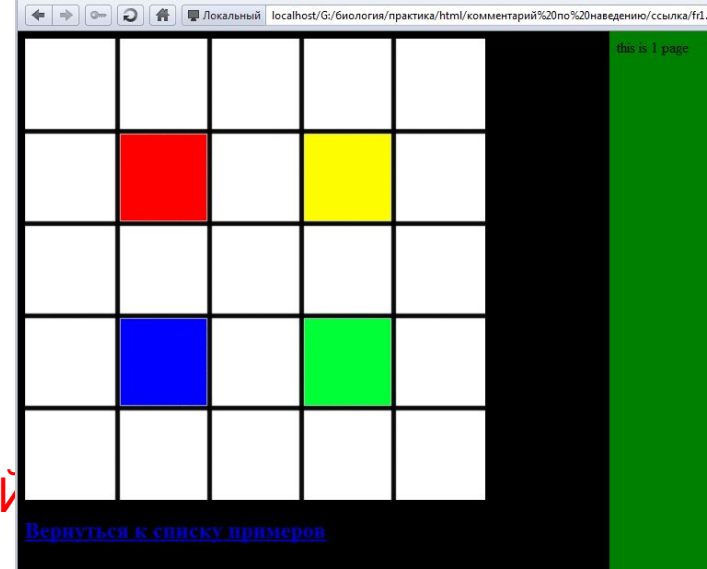 Локальный localhost/G:/биология/практика/html/комментарий%20по%20наведению/ссылка/fr1.
this is 1 page
й
Вернуться к списку примеров